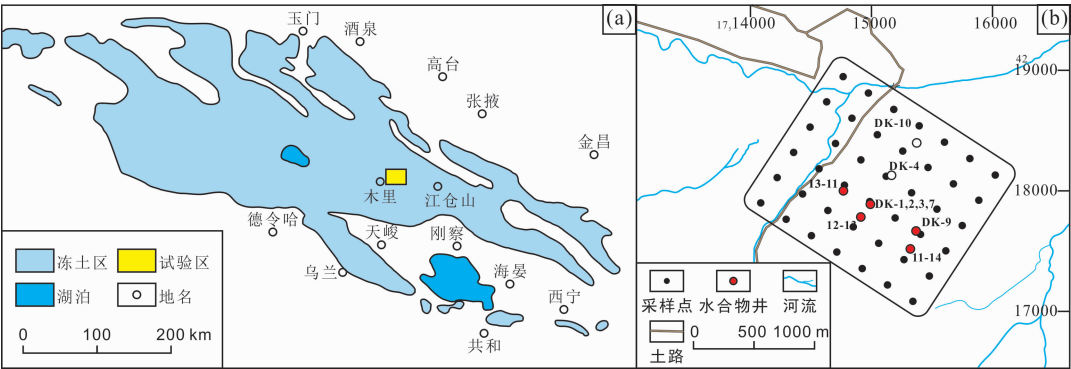 (a)
玉门
酒泉
高台
张掖
金昌
木里
江仓山
德令哈
天峻
刚察
乌兰
海晏
西宁
共和
冻土区
试验区
湖泊
地名
0 100 200 km
(b)
17,14000 15000 16000
42
19000
18000
17000
DK-10
DK-4
13-11
DK-1,2,3,7
12-13
DK-9
11-14
采样点 水合物井 河流
土路
0 500 1000 m